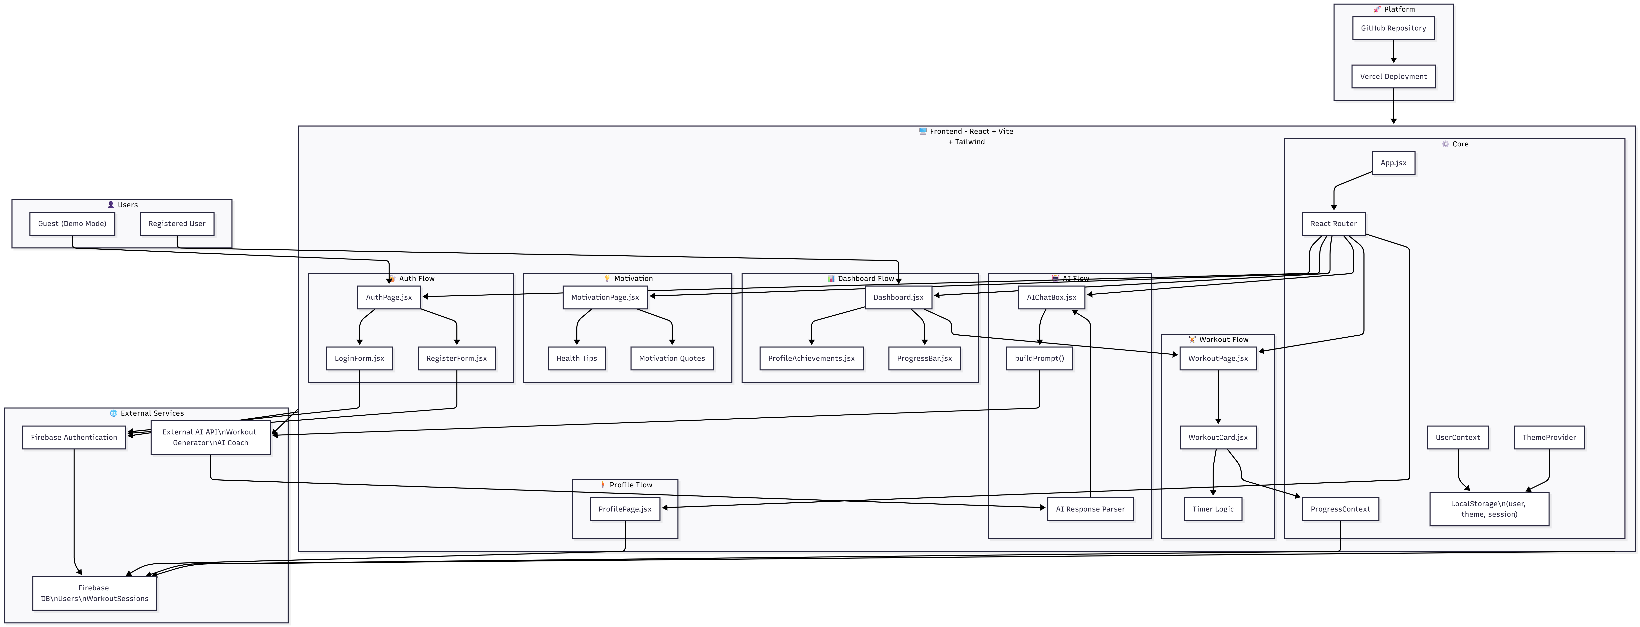 🚀 Platform
GitHub Repository
Vercel Deployment
Frontend - React + Vite
+ Tailwind
Core
App.jsx
React Router
👤 Users
Guest (Demo Mode)
Registered User
Auth Flow
AuthPage.jsx
LoginForm.jsx
RegisterForm.jsx
Motivation
MotivationPage.jsx
Health Tips
Motivation Quotes
Dashboard Flow
Dashboard.jsx
ProfileAchievements.jsx
ProgressBar.jsx
AI Flow
AIChatBox.jsx
buildPrompt()
AI Response Parser
Workout Flow
WorkoutPage.jsx
WorkoutCard.jsx
Timer Logic
ProgressContext
UserContext
ThemeProvider
LocalStorage\n(user,
theme, session)
Profile Flow
ProfilePage.jsx
🌐 External Services
Firebase Authentication
External AI API\nWorkout
Generator\nAI Coach
Firebase
DB\nUsers\nWorkoutSessions